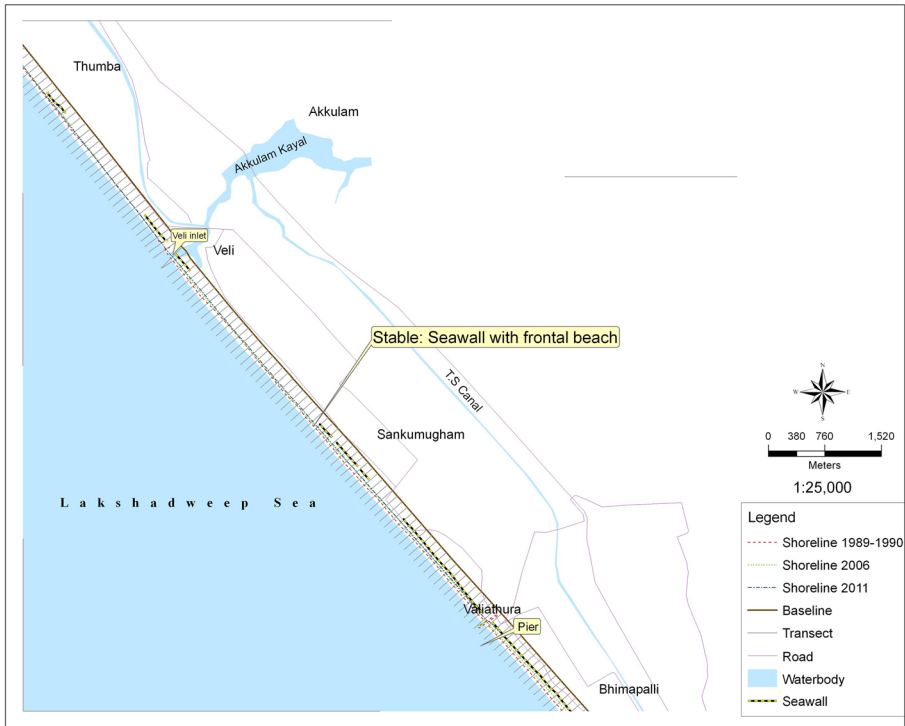 Thumba
Akkulam
Akkulam Kayal
Veli inlet
Veli
Stable: Seawall with frontal beach
T.S Canal
Sankumugham
Lakshadweep Sea
Valiathura
Pier
Bhimapalli
N
W E
S
0 380 760 1,520
Meters
1:25,000
Legend
Shoreline 1989-1990
Shoreline 2006
Shoreline 2011
Baseline
Transect
Road
Waterbody
Seawall